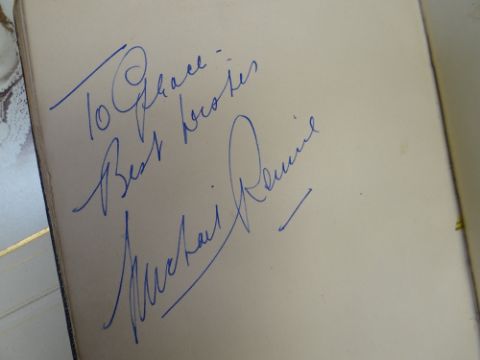 To Grace -
Best wishes
Michael Rennie